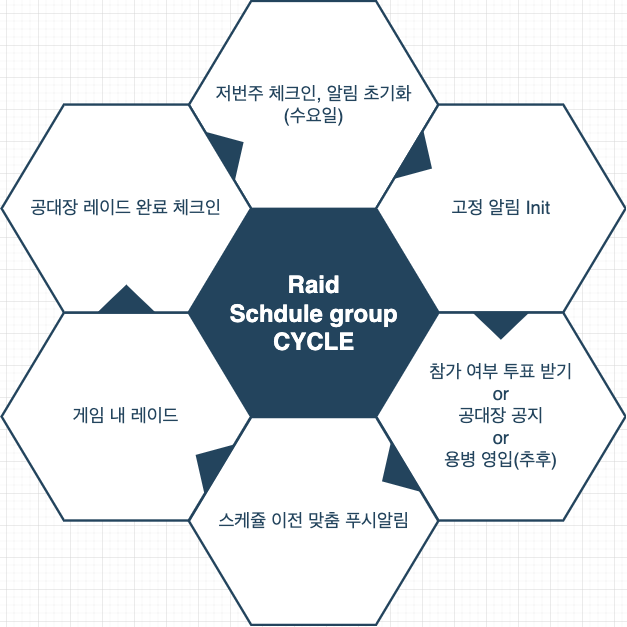 저번주 체크인, 알림 초기화
(수요일)
고정 알림 Init
참가 여부 투표 받기
or
공대장 공지
or
용병 영입(추후)
스케쥴 이전 맞춤 푸시알림
게임 내 레이드
공대장 레이드 완료 체크인
Raid
Schdule group
CYCLE